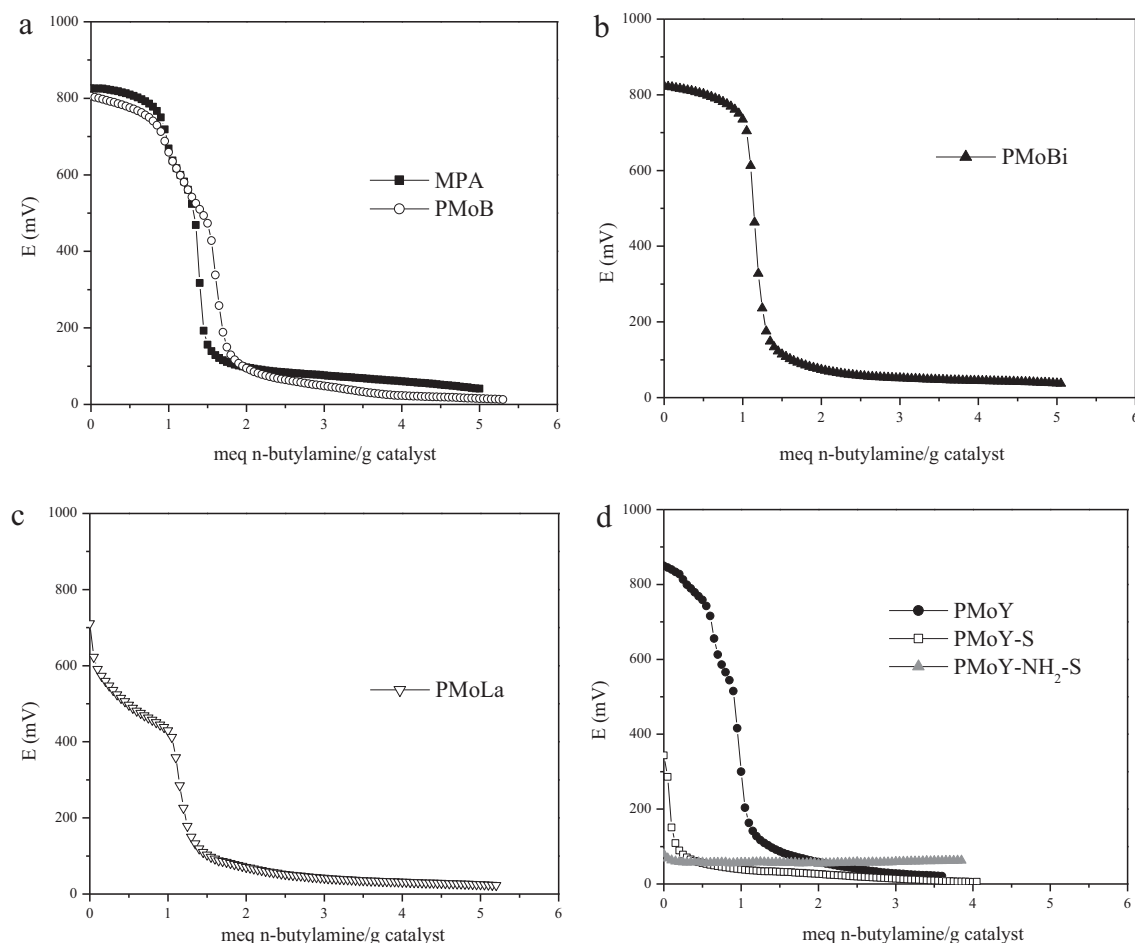 a
1000
800
600
400
200
0
E (mV)
MPA
PMoB
0 1 2 3 4 5 6
meq n-butylamine/g catalyst
b
1000
800
600
400
200
0
E (mV)
PMoBi
0 1 2 3 4 5 6
meq n-butylamine/g catalyst
c
1000
800
600
400
200
0
E (mV)
PMoLa
0 1 2 3 4 5 6
meq n-butylamine/g catalyst
d
1000
800
600
400
200
0
E (mV)
PMoY
PMoY-S
PMoY-NH₂-S
0 1 2 3 4 5 6
meq n-butylamine/g catalyst